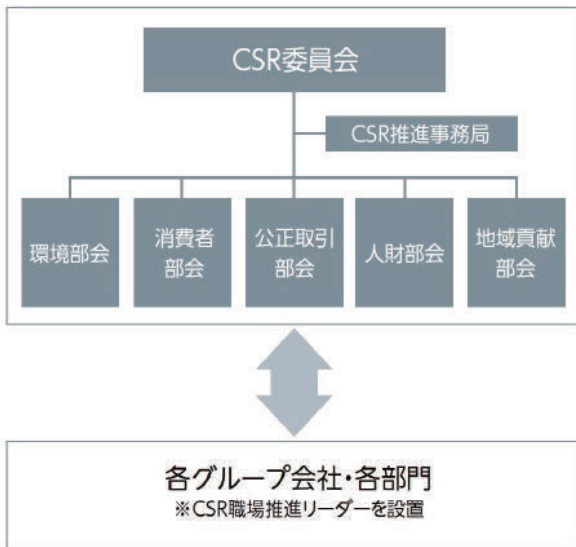 CSR委員会
CSR推進事務局
環境部会
消費者
部会
公正取引
部会
人財部会
地域貢献
部会
各グループ会社・各部門
※CSR職場推進リーダーを設置